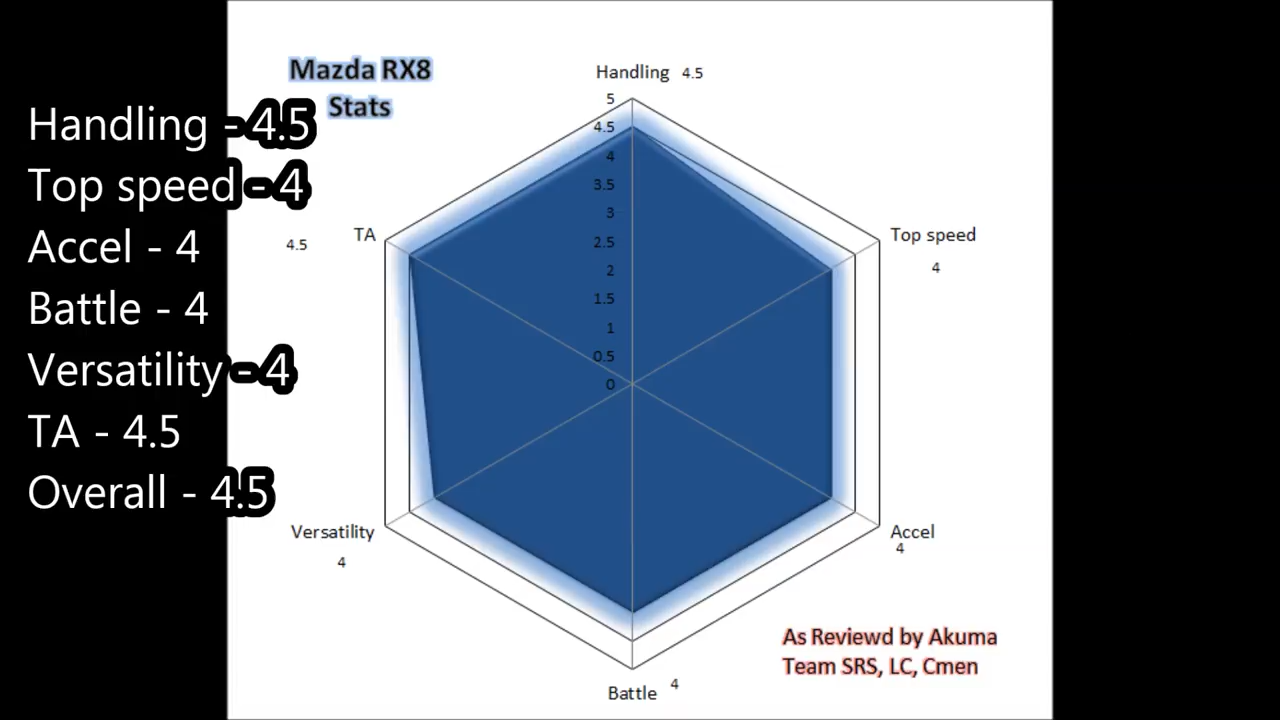 Mazda RX8
Stats
Handling - 4.5
Top speed - 4
Accel - 4
Battle - 4
Versatility - 4
TA - 4.5
Overall - 4.5
Handling 4.5
5
4.5
4
3.5
3
2.5
2
1.5
1
0.5
0
TA
4.5
Top speed
4
Versatility
4
Accel
4
Battle 4
As Reviewd by Akuma
Team SRS, LC, Cmen